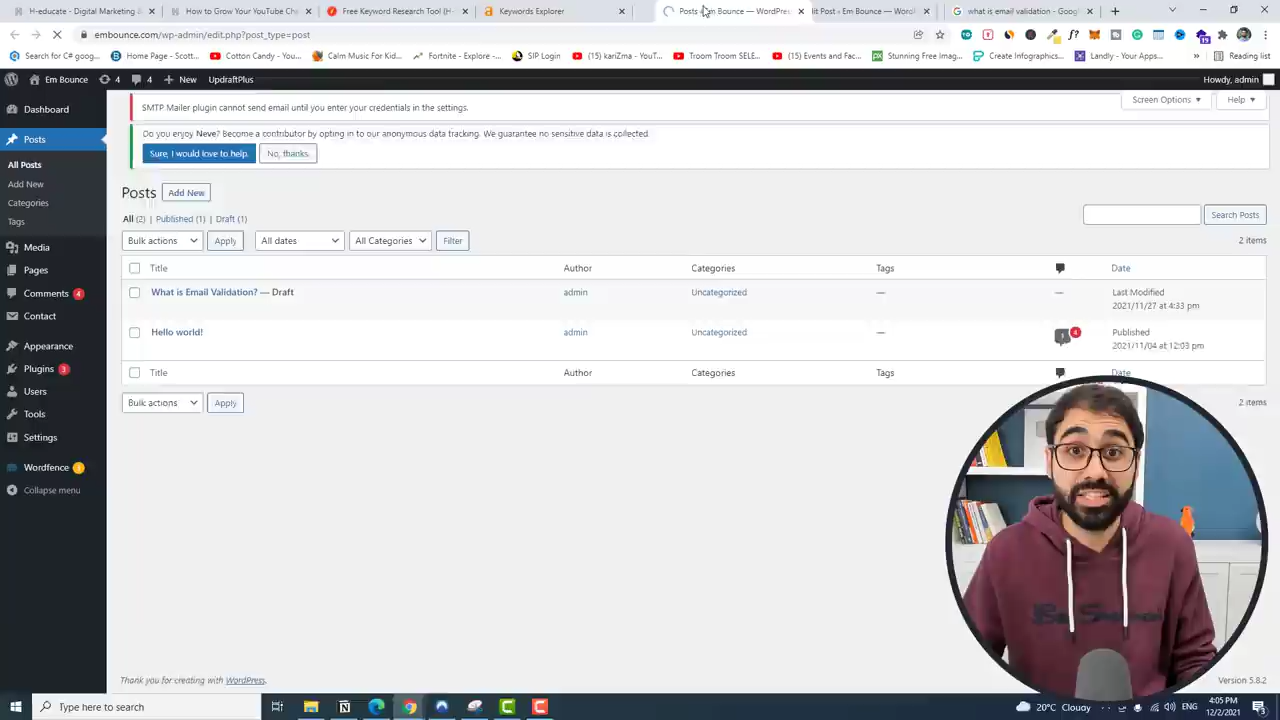 H-educate - Digital Marketing &
How to Grow Your YouTube Cha
Free Keyword Research Tool (H
Keywords Explorer
Posts ‹ Em Bounce — WordPres
dit Post ‹ Em Bounce — WordP
what is email validation - Googl
embounce.com/wp-admin/edit.php?post_type=post
Search for C# goog...
Home Page - Scott...
Cotton Candy - You...
Calm Music For Kid...
Fortnite - Explore -...
SIP Login
(15) kariZma - YouT...
Troom Troom SELE...
(15) Events and Fac...
Stunning Free Imag...
Create Infographics...
Landly - Your Apps...
»
Reading list
Em Bounce
4
4
New
UpdraftPlus
Howdy, admin
SMTP Mailer plugin cannot send email until you enter your credentials in the settings.
Screen Options
Help
Do you enjoy Neve? Become a contributor by opting in to our anonymous data tracking. We guarantee no sensitive data is collected.
Sure, I would love to help.
No, thanks.
Dashboard
Posts
All Posts
Add New
Categories
Tags
Media
Pages
Comments 4
Contact
Appearance
Plugins 3
Users
Tools
Settings
Wordfence 1
Collapse menu
Posts
Add New
All (2) | Published (1) | Draft (1)
Search Posts
Bulk actions
Apply
All dates
All Categories
Filter
2 items
Title
Author
Categories
Tags
Date
What is Email Validation? — Draft
admin
Uncategorized
—
—
Last Modified
2021/11/27 at 4:33 pm
Hello world!
admin
Uncategorized
—
1
4
Published
2021/11/04 at 12:03 pm
Title
Author
Categories
Tags
Date
Bulk actions
Apply
2 items
Thank you for creating with WordPress.
Version 5.8.2
Type here to search
20°C Cloudy
4:05 PM
12/2/2021